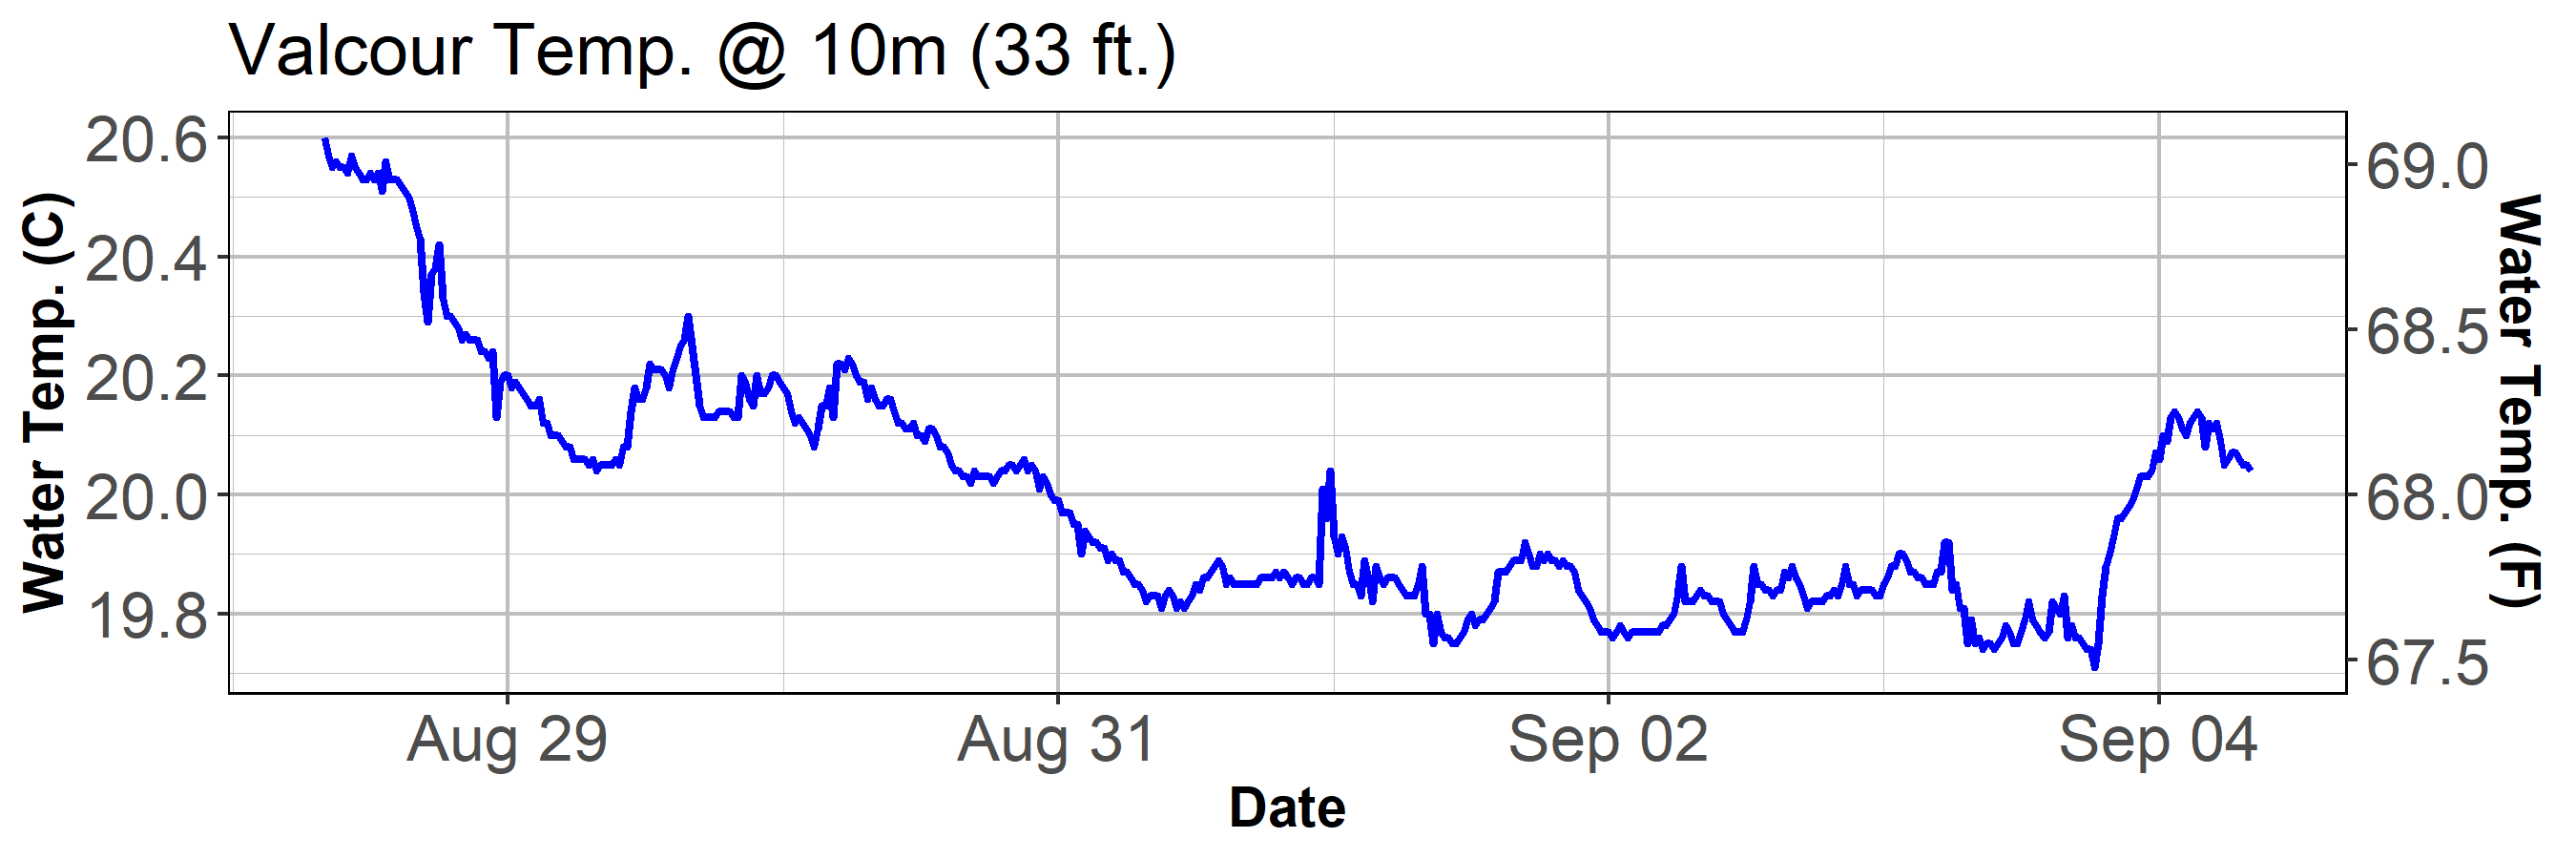 Valcour Temp. @ 10m (33 ft.)
Water Temp. (C)
20.6
20.4
20.2
20.0
19.8
69.0
68.5
68.0
67.5
Water Temp. (F)
Aug 29
Aug 31
Sep 02
Sep 04
Date